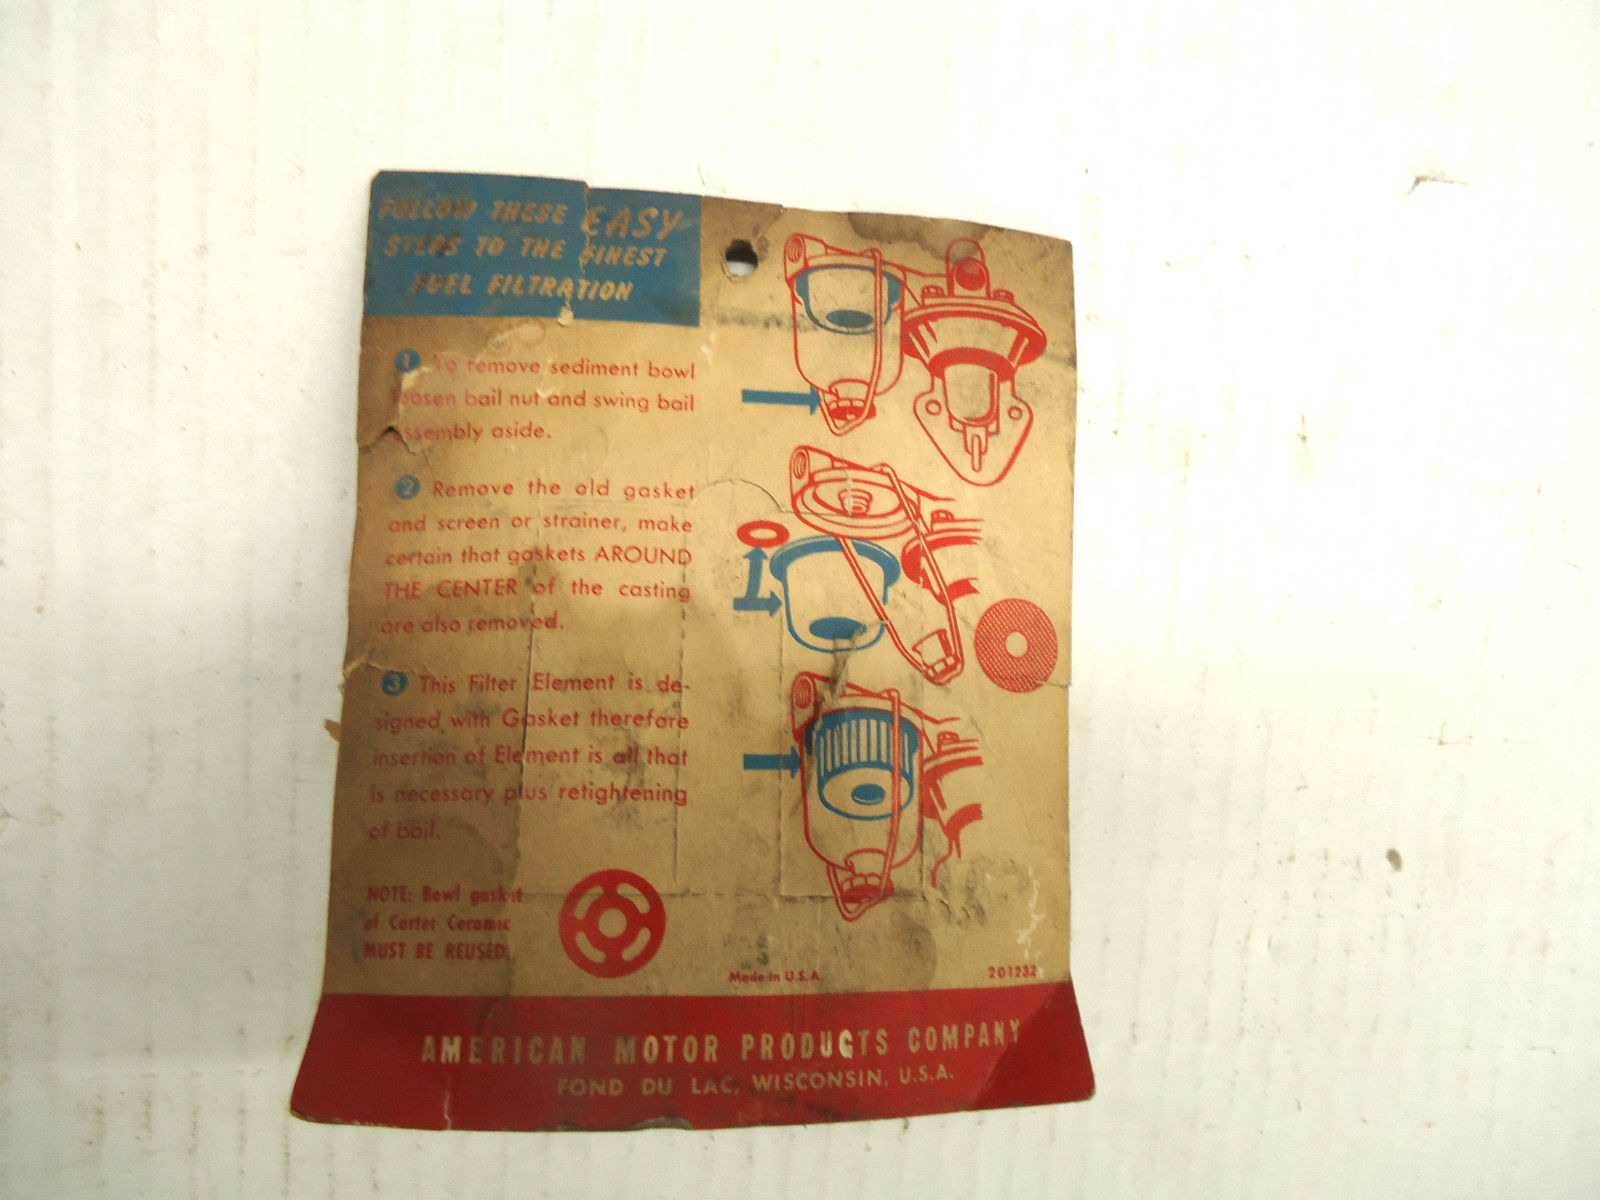 FOLLOW THESE EASY
STEPS TO THE FINEST
FUEL FILTRATION
1 To remove sediment bowl
loosen bail nut and swing bail
assembly aside.
2 Remove the old gasket
and screen or strainer, make
certain that gaskets AROUND
THE CENTER of the casting
are also removed.
3 This Filter Element is de-
signed with Gasket therefore
insertion of Element is all that
is necessary plus retightening
of bail.
NOTE: Bowl gasket
of Carter Ceramic
MUST BE REUSED.
Made in U.S.A.
201232
AMERICAN MOTOR PRODUCTS COMPANY
FOND DU LAC, WISCONSIN, U.S.A.